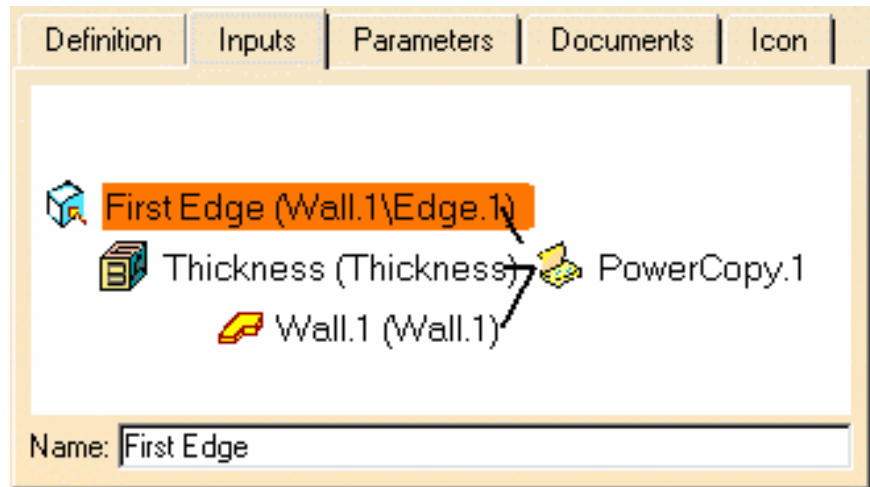 Definition Inputs Parameters Documents Icon
First Edge (Wall.1\Edge.1)
Thickness (Thickness) PowerCopy.1
Wall.1 (Wall.1)
Name: First Edge